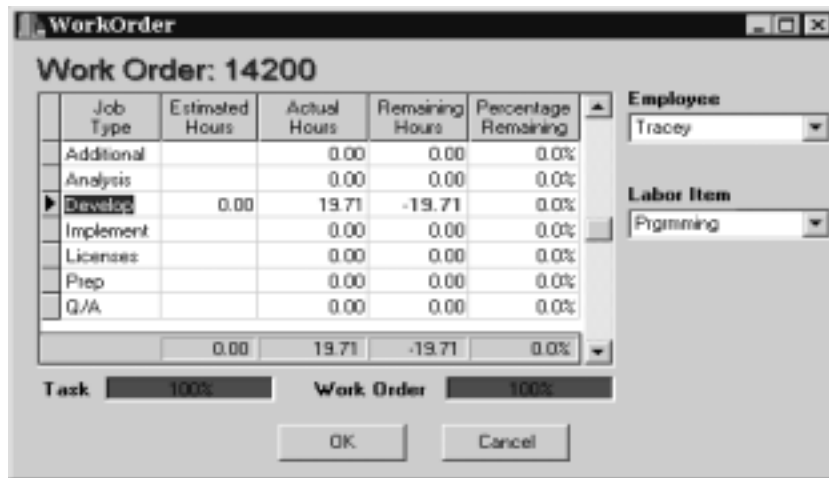 WorkOrder
Work Order: 14200
Job Type Estimated Hours Actual Hours Remaining Hours Percentage Remaining
Additional 0.00 0.00 0.0%
Analysis 0.00 0.00 0.0%
Develop 0.00 19.71 -19.71 0.0%
Implement 0.00 0.00 0.0%
Licenses 0.00 0.00 0.0%
Prep 0.00 0.00 0.0%
Q/A 0.00 0.00 0.0%
0.00 19.71 -19.71 0.0%
Employee
Tracey
Labor Item
Prgrmming
Task 100% Work Order 100%
OK Cancel